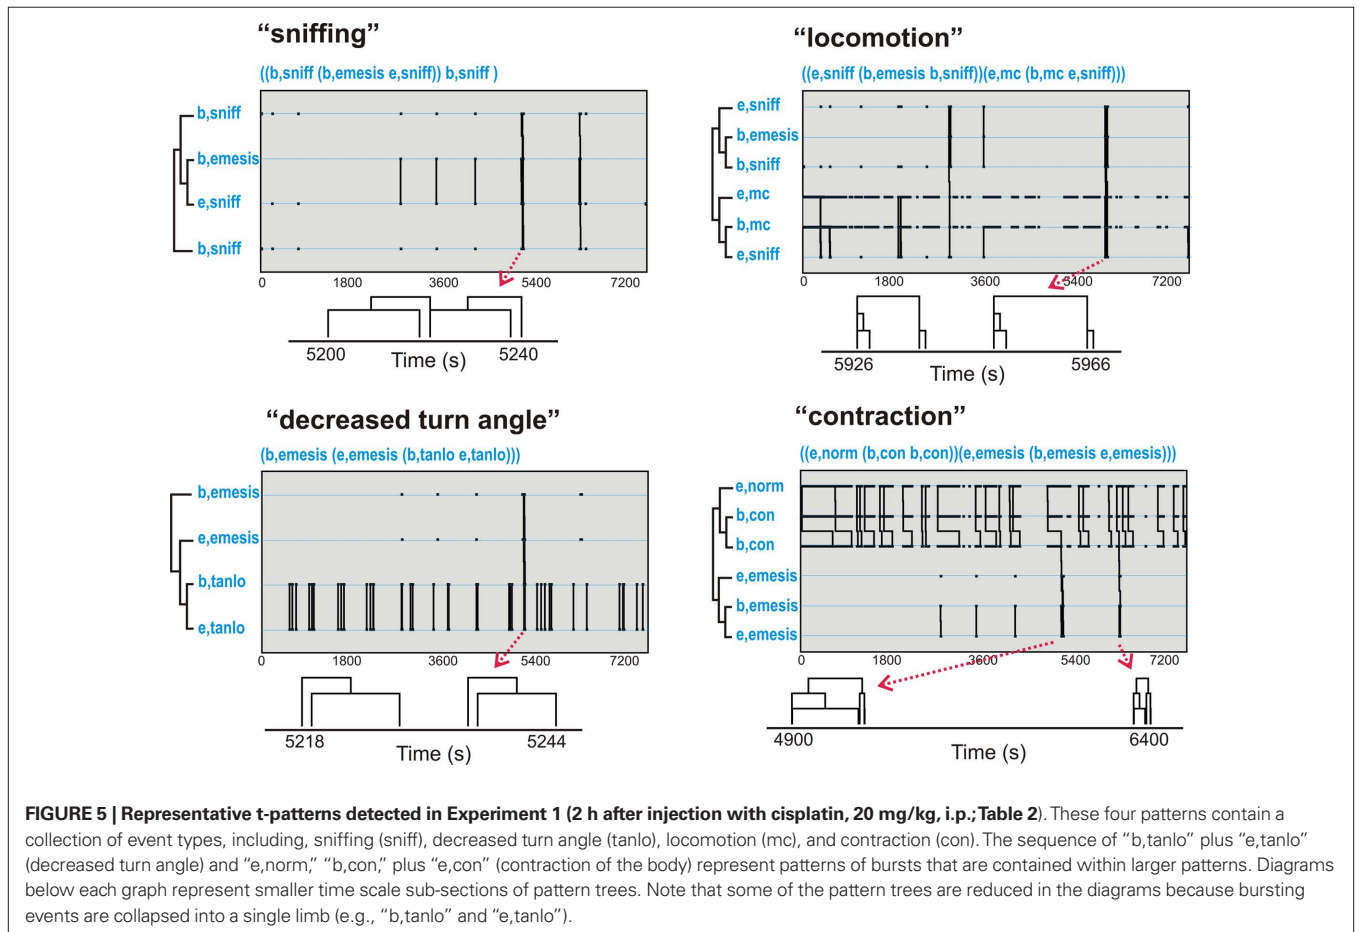 “sniffing”
((b,sniff (b,emesis e,sniff)) b,sniff )
b,sniff
b,emesis
e,sniff
b,sniff
0 1800 3600 5400 7200
5200 5240
Time (s)
“locomotion”
((e,sniff (b,emesis b,sniff))(e,mc (b,mc e,sniff)))
e,sniff
b,emesis
b,sniff
e,mc
b,mc
e,sniff
0 1800 3600 5400 7200
5926 5966
Time (s)
“decreased turn angle”
(b,emesis (e,emesis (b,tanlo e,tanlo)))
b,emesis
e,emesis
b,tanlo
e,tanlo
0 1800 3600 5400 7200
5218 5244
Time (s)
“contraction”
((e,norm (b,con b,con))(e,emesis (b,emesis e,emesis)))
e,norm
b,con
b,con
e,emesis
b,emesis
e,emesis
0 1800 3600 5400 7200
4900 6400
Time (s)
FIGURE 5 | Representative t-patterns detected in Experiment 1 (2 h after injection with cisplatin, 20 mg/kg, i.p.; Table 2). These four patterns contain a
collection of event types, including, sniffing (sniff), decreased turn angle (tanlo), locomotion (mc), and contraction (con). The sequence of “b,tanlo” plus “e,tanlo”
(decreased turn angle) and “e,norm,” “b,con,” plus “e,con” (contraction of the body) represent patterns of bursts that are contained within larger patterns. Diagrams
below each graph represent smaller time scale sub-sections of pattern trees. Note that some of the pattern trees are reduced in the diagrams because bursting
events are collapsed into a single limb (e.g., “b,tanlo” and “e,tanlo”).